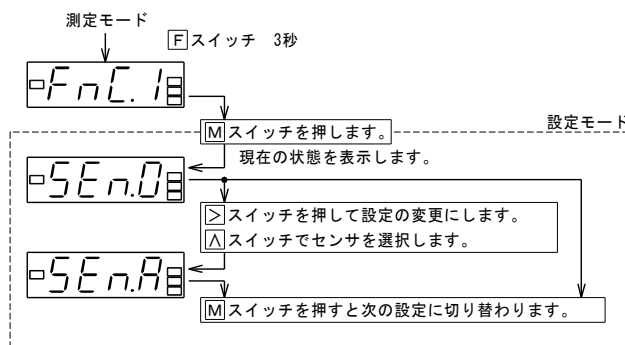 測定モード
Fスイッチ 3秒
FnC.1
Mスイッチを押します。
設定モード
現在の状態を表示します。
SEn.0
>スイッチを押して設定の変更にします。
∧スイッチでセンサを選択します。
SEn.A
Mスイッチを押すと次の設定に切り替わります。